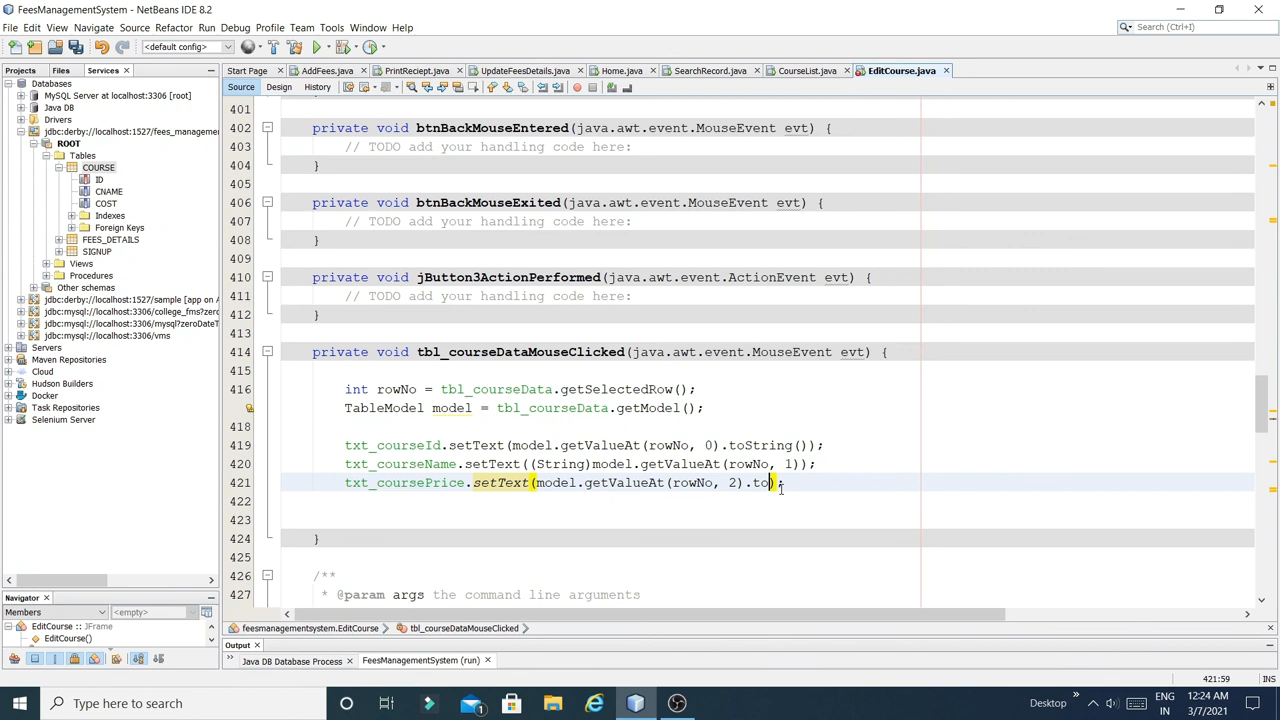 FeesManagementSystem - NetBeans IDE 8.2
File Edit View Navigate Source Refactor Run Debug Profile Team Tools Window Help
Search (Ctrl+I)
<default config>
Projects Files Services
Start Page AddFees.java PrintReciept.java UpdateFeesDetails.java Home.java SearchRecord.java CourseList.java EditCourse.java
Source Design History
Databases
MySQL Server at localhost:3306 [root]
Java DB
Drivers
jdbc:derby://localhost:1527/fees_managemen
ROOT
Tables
COURSE
ID
CNAME
COST
Indexes
Foreign Keys
FEES_DETAILS
SIGNUP
Views
Procedures
Other schemas
jdbc:derby://localhost:1527/sample [app on A
jdbc:mysql://localhost:3306/college_fms?zero
jdbc:mysql://localhost:3306/mysql?zeroDateT
jdbc:mysql://localhost:3306/vms
Servers
Maven Repositories
Cloud
Hudson Builders
Docker
Task Repositories
Selenium Server
401
402 private void btnBackMouseEntered(java.awt.event.MouseEvent evt) {
403 // TODO add your handling code here:
404 }
405
406 private void btnBackMouseExited(java.awt.event.MouseEvent evt) {
407 // TODO add your handling code here:
408 }
409
410 private void jButton3ActionPerformed(java.awt.event.ActionEvent evt) {
411 // TODO add your handling code here:
412 }
413
414 private void tbl_courseDataMouseClicked(java.awt.event.MouseEvent evt) {
416 int rowNo = tbl_courseData.getSelectedRow();
TableModel model = tbl_courseData.getModel();
418
419 txt_courseId.setText(model.getValueAt(rowNo, 0).toString());
420 txt_courseName.setText((String)model.getValueAt(rowNo, 1));
421 txt_coursePrice.setText(model.getValueAt(rowNo, 2).to);
422
423
424 }
425
426 /**
427 * @param args the command line arguments
Navigator
Members <empty>
EditCourse :: JFrame
EditCourse()
feesmanagementsystem.EditCourse tbl_courseDataMouseClicked
Output
Java DB Database Process FeesManagementSystem (run)
421:59 INS
Type here to search
1
Desktop
ENG
IN
12:24 AM
3/7/2021